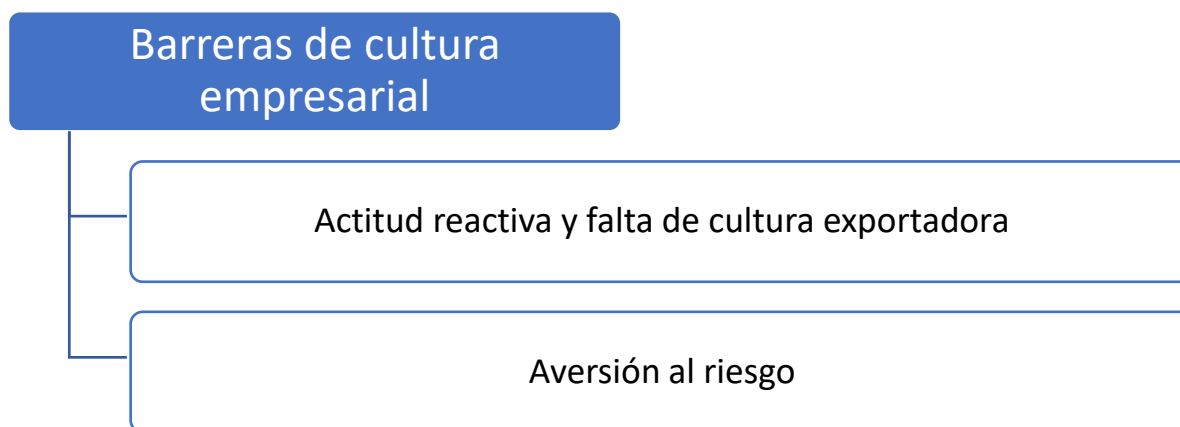 Barreras de cultura
empresarial
Actitud reactiva y falta de cultura exportadora
Aversión al riesgo